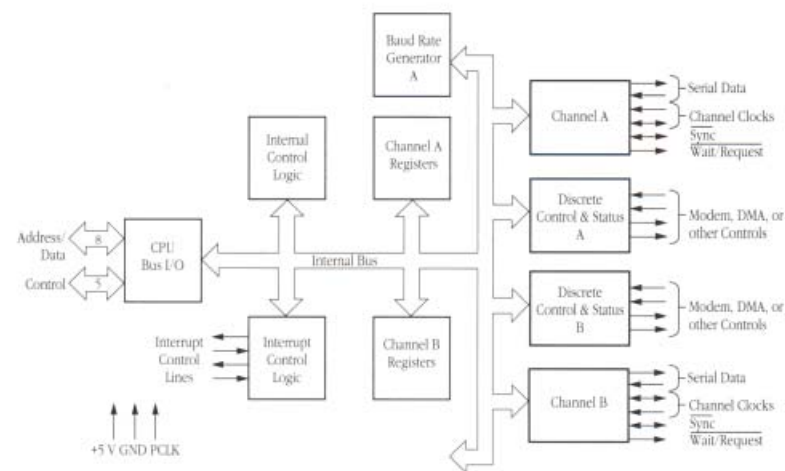 Baud Rate
Generator
A
Channel A
Serial Data
Channel Clocks
Sync
Wait/Request
Internal
Control
Logic
Channel A
Registers
Discrete
Control & Status
A
Modem, DMA, or
other Controls
Address/
Data
8
CPU
Bus I/O
Internal Bus
Control
5
Discrete
Control & Status
B
Modem, DMA, or
other Controls
Interrupt
Control
Lines
Interrupt
Control
Logic
Channel B
Registers
Channel B
Serial Data
Channel Clocks
Sync
Wait/Request
+5 V GND PCLK